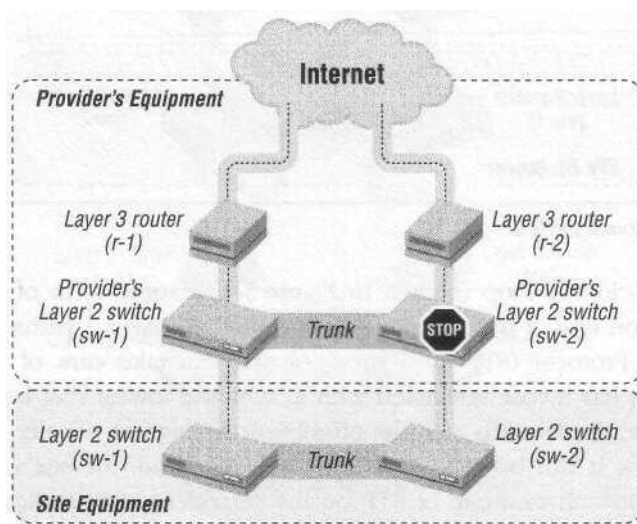 Internet
Provider's Equipment
Layer 3 router
(r-1)
Layer 3 router
(r-2)
Provider's
Layer 2 switch
(sw-1)
Trunk
STOP
Provider's
Layer 2 switch
(sw-2)
Layer 2 switch
(sw-1)
Trunk
Layer 2 switch
(sw-2)
Site Equipment